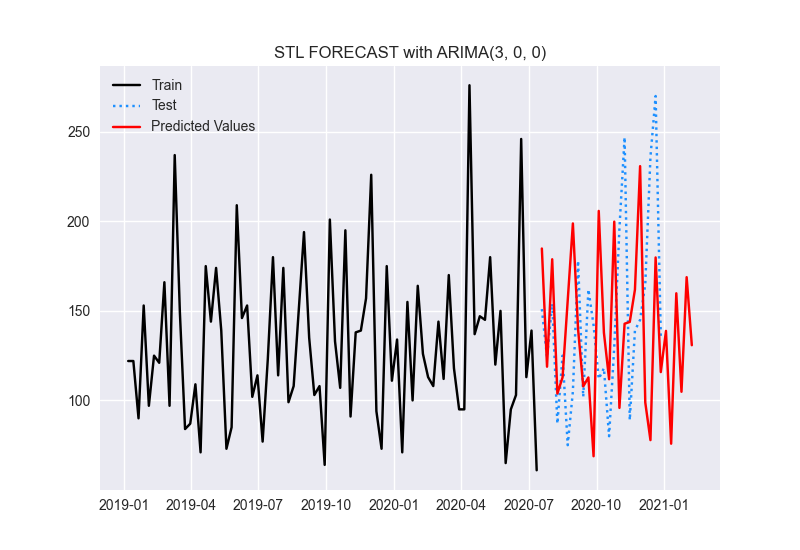 STL FORECAST with ARIMA(3, 0, 0)
Train
Test
Predicted Values
250
200
150
100
2019-01 2019-04 2019-07 2019-10 2020-01 2020-04 2020-07 2020-10 2021-01